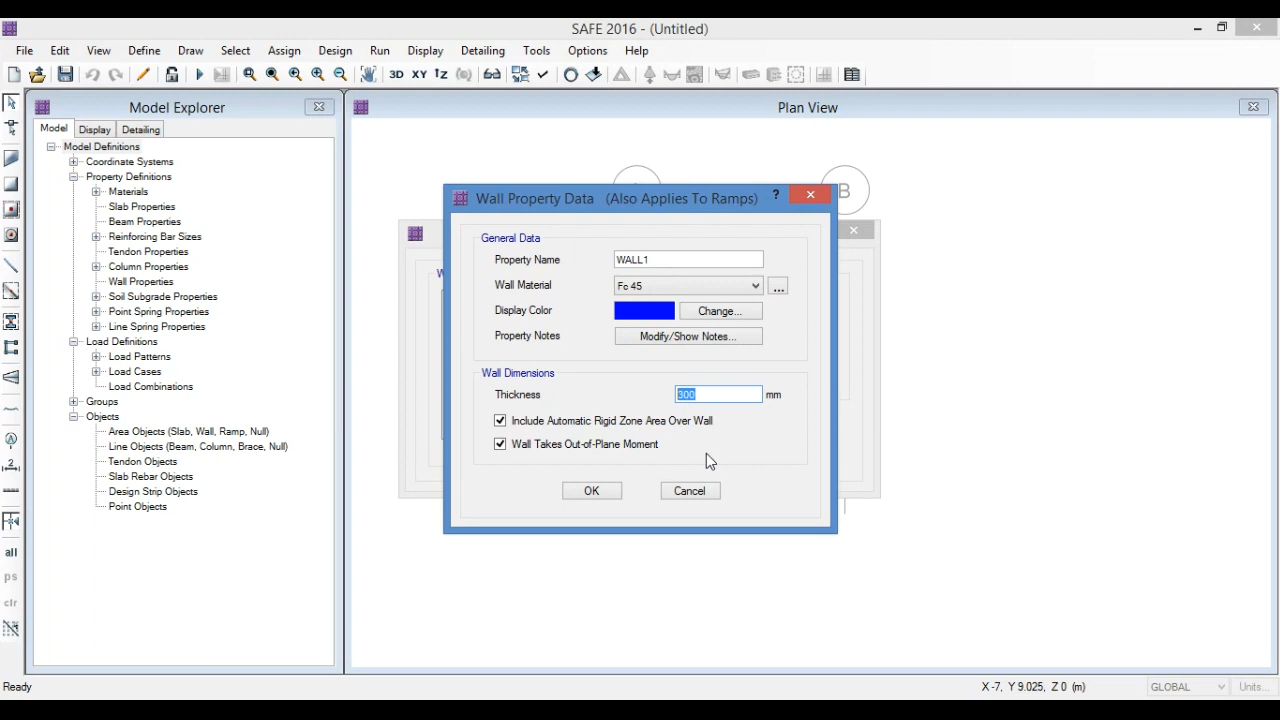 SAFE 2016 - (Untitled)
File Edit View Define Draw Select Assign Design Run Display Detailing Tools Options Help
3D XY
Model Explorer
Plan View
Model Display Detailing
Model Definitions
Coordinate Systems
Property Definitions
Materials
Slab Properties
Beam Properties
Reinforcing Bar Sizes
Tendon Properties
Column Properties
Wall Properties
Soil Subgrade Properties
Point Spring Properties
Line Spring Properties
Load Definitions
Load Patterns
Load Cases
Load Combinations
Groups
Objects
Area Objects (Slab, Wall, Ramp, Null)
Line Objects (Beam, Column, Brace, Null)
Tendon Objects
Slab Rebar Objects
Design Strip Objects
Point Objects
all
ps
clr
B
Wall Property Data (Also Applies To Ramps)
?
General Data
Property Name WALL1
Wall Material Fc 45 ...
Display Color Change...
Property Notes Modify/Show Notes...
Wall Dimensions
Thickness 300 mm
Include Automatic Rigid Zone Area Over Wall
Wall Takes Out-of-Plane Moment
OK Cancel
Ready
X -7, Y 9.025, Z 0 (m)
GLOBAL
Units...